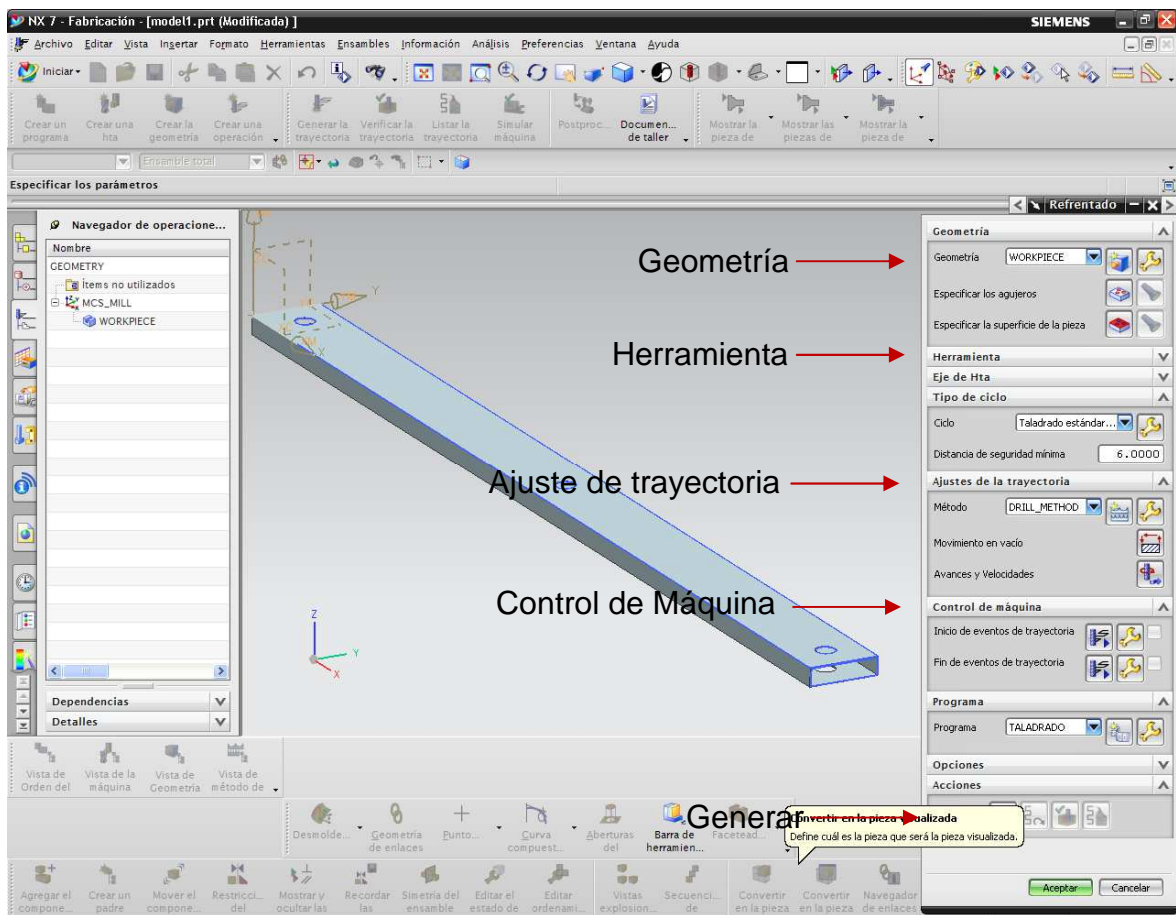 NX 7 - Fabricación - [model1.prt (Modificada) ]
SIEMENS
Archivo Editar Vista Insertar Formato Herramientas Ensambles Información Análisis Preferencias Ventana Ayuda
Iniciar
Crear un programa
Crear una hta
Crear la geometría
Crear una operación
Generar la trayectoria
Verificar la trayectoria
Listar la trayectoria
Simular máquina
Postproc...
Documen... de taller
Mostrar la pieza de
Mostrar las piezas de
Mostrar la pieza de
Ensamble total
Especificar los parámetros
Refrentado
Navegador de operacione...
Nombre
GEOMETRY
Ítems no utilizados
MCS_MILL
WORKPIECE
Dependencias
Detalles
Y
X
Z
Y
X
Geometría
Herramienta
Ajuste de trayectoria
Control de Máquina
Generar
Geometría
Geometría WORKPIECE
Especificar los agujeros
Especificar la superficie de la pieza
Herramienta
Eje de Hta
Tipo de ciclo
Ciclo Taladrado estándar...
Distancia de seguridad mínima 6.0000
Ajustes de la trayectoria
Método DRILL_METHOD
Movimiento en vacío
Avances y Velocidades
Control de máquina
Inicio de eventos de trayectoria
Fin de eventos de trayectoria
Programa
Programa TALADRADO
Opciones
Acciones
Aceptar Cancelar
Vista de Orden del
Vista de la máquina
Vista de Geometría
Vista de método de
Desmolde...
Geometría de enlaces
Punto...
Curva compuest...
Aberturas del
Barra de herramien...
Facetead...
Convertir en la pieza visualizada
Define cuál es la pieza que será la pieza visualizada.
Agregar el compone...
Crear un padre
Mover el compone...
Restricci... del
Mostrar y ocultar las
Recordar las
Simetría del ensamble
Editar el estado de
Editar ordenami...
Vistas explosion...
Secuenci... de
Convertir en la pieza
Convertir en la pieza
Navegador de enlaces